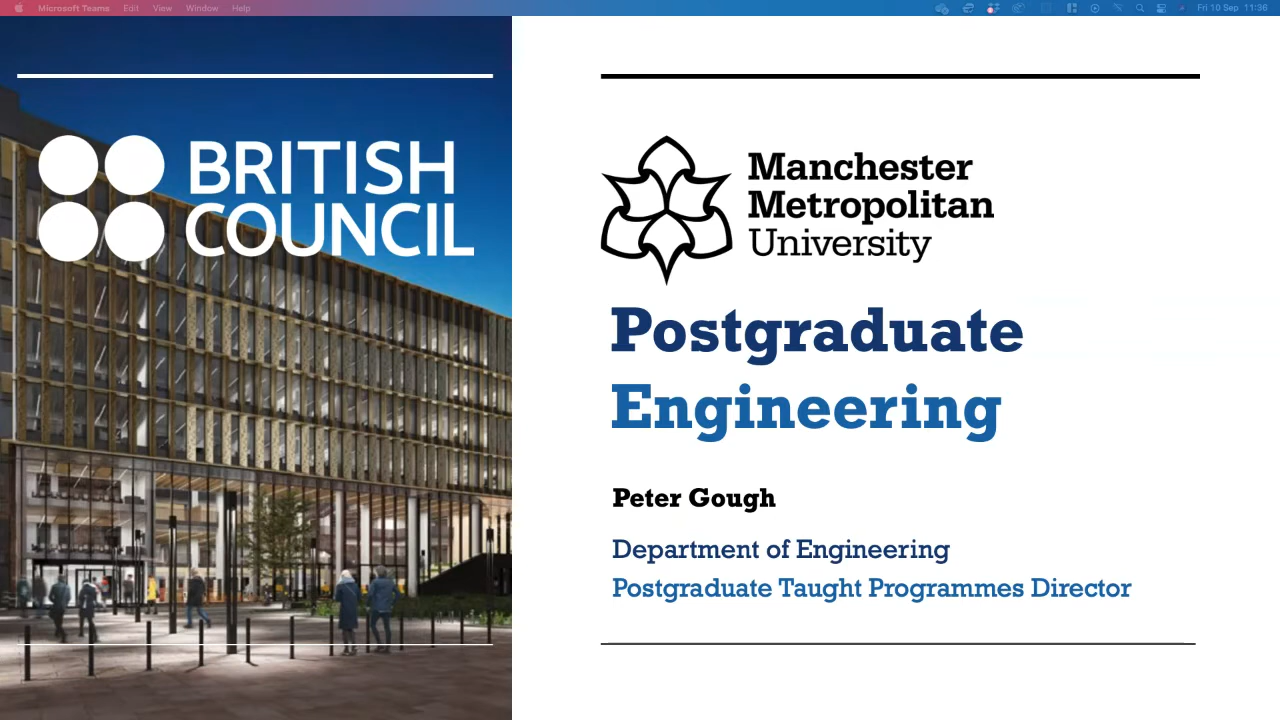 Microsoft Teams Edit View Window Help
Fri 10 Sep 11:36
BRITISH
COUNCIL
Manchester
Metropolitan
University
Postgraduate
Engineering
Peter Gough
Department of Engineering
Postgraduate Taught Programmes Director